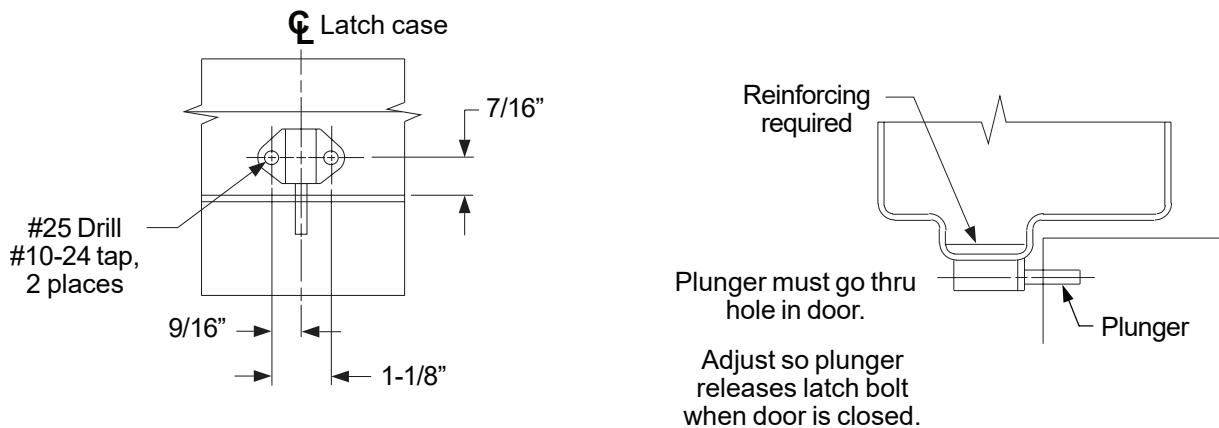 ℄ Latch case
7/16”
#25 Drill
#10-24 tap,
2 places
9/16”
1-1/8”
Reinforcing
required
Plunger must go thru
hole in door.
Plunger
Adjust so plunger
releases latch bolt
when door is closed.